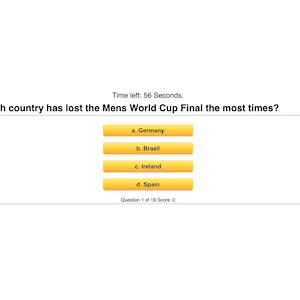 Time left: 56 Seconds.
h country has lost the Mens World Cup Final the most times?
a. Germany
b. Brazil
c. Ireland
d. Spain
Question 1 of 16 Score: 0